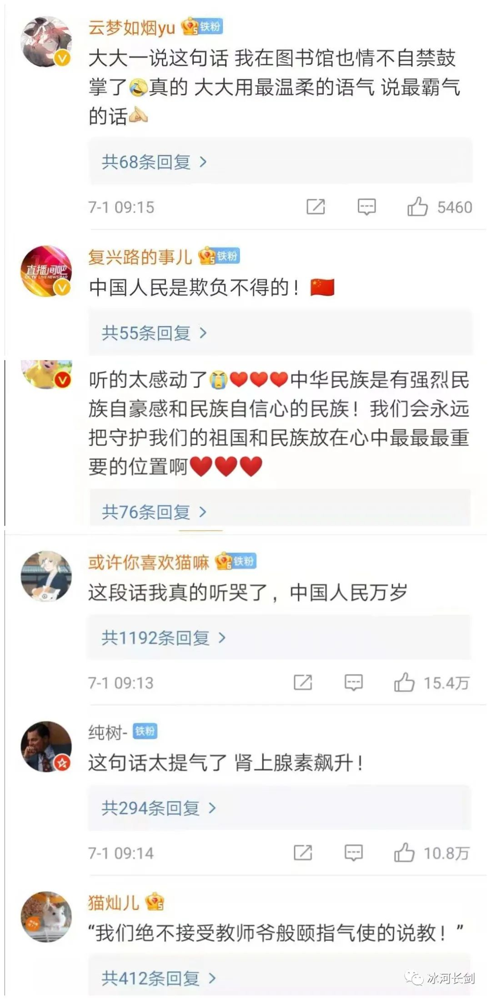 云梦如烟yu 5 铁粉
大大一说这句话 我在图书馆也情不自禁鼓
掌了🤣真的 大大用最温柔的语气 说最霸气
的话
共68条回复 >
7-1 09:15 5460
复兴路的事儿 5 铁粉
直播间吧
CCTV LIVE NEWS BAR
中国人民是欺负不得的！🇨🇳
共55条回复 >
听的太感动了😭❤️❤️❤️中华民族是有强烈民
族自豪感和民族自信心的民族！我们会永远
把守护我们的祖国和民族放在心中最最最重
要的位置啊❤️❤️❤️
共76条回复 >
或许你喜欢猫嘛 6 铁粉
这段话我真的听哭了，中国人民万岁
共1192条回复 >
7-1 09:13 15.4万
纯树- 铁粉
这句话太提气了 肾上腺素飙升！
共294条回复 >
7-1 09:14 10.8万
猫灿儿 5
“我们绝不接受教师爷般颐指气使的说教！”
共412条回复 >
冰河长剑